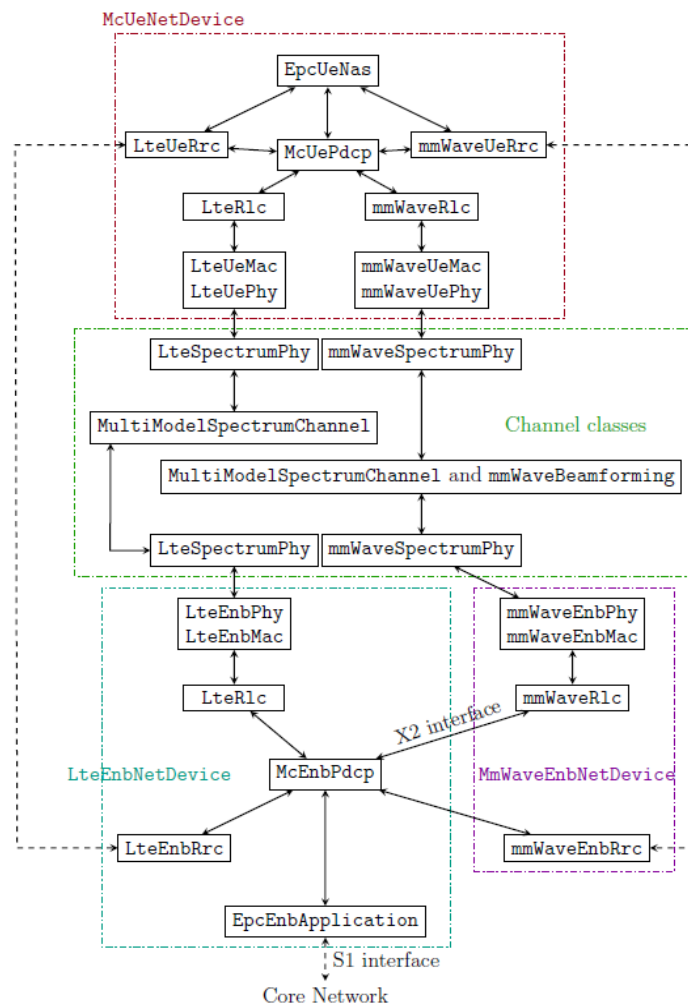 McUeNetDevice
EpcUeNas
LteUeRrc
McUePdcp
mmWaveUeRrc
LteRlc
mmWaveRlc
LteUeMac
LteUePhy
mmWaveUeMac
mmWaveUePhy
LteSpectrumPhy
mmWaveSpectrumPhy
MultiModelSpectrumChannel
Channel classes
MultiModelSpectrumChannel and mmWaveBeamforming
LteSpectrumPhy
mmWaveSpectrumPhy
LteEnbPhy
LteEnbMac
mmWaveEnbPhy
mmWaveEnbMac
LteRlc
mmWaveRlc
X2 interface
LteEnbNetDevice
McEnbPdcp
MmWaveEnbNetDevice
LteEnbRrc
mmWaveEnbRrc
EpcEnbApplication
S1 interface
Core Network